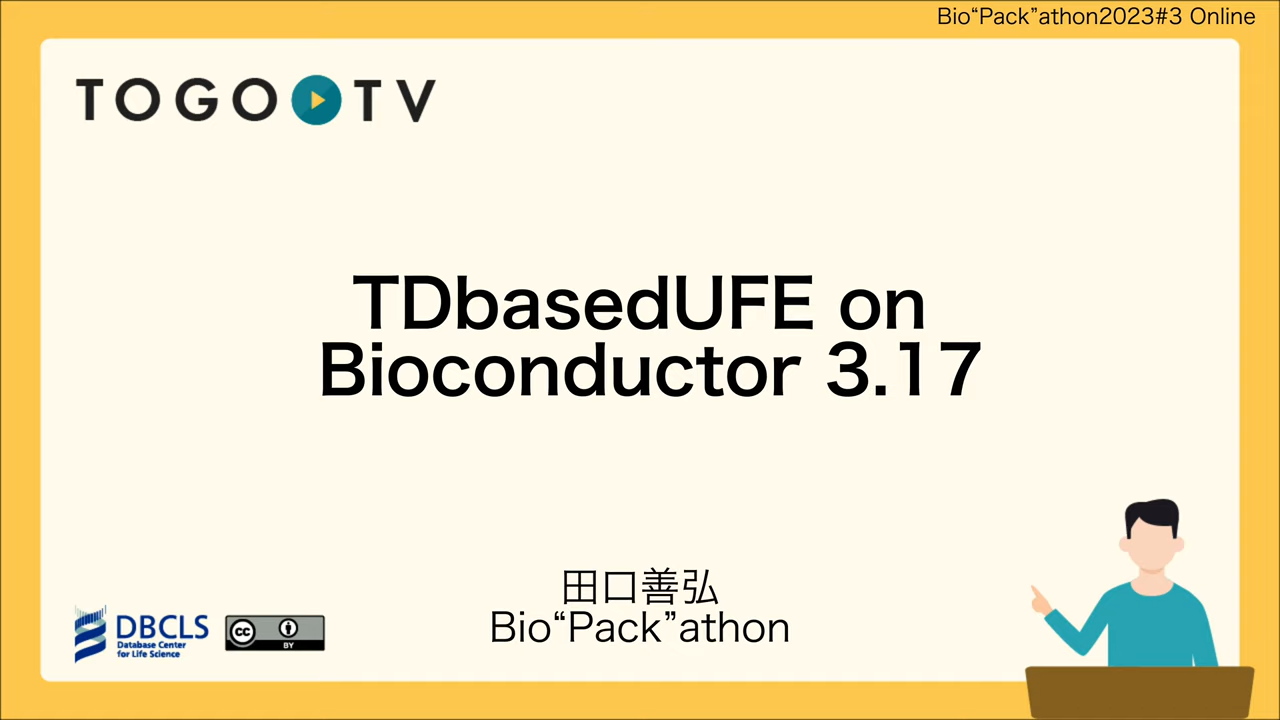 Bio“Pack”athon2023#3 Online
TOGO TV
TDbasedUFE on
Bioconductor 3.17
田口善弘
Bio“Pack”athon
DBCLS
Database Center
for Life Science
cc
BY